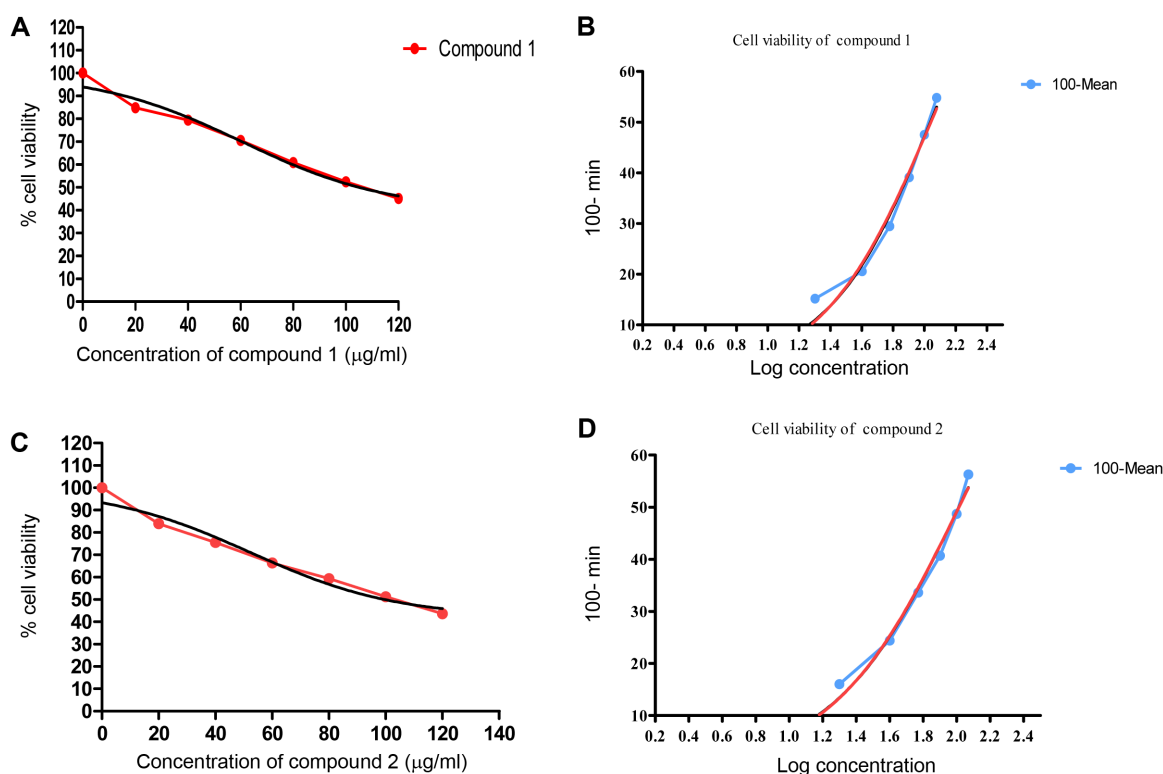 A
120
110
100
90
80
70
60
50
40
30
20
10
0
% cell viability
0 20 40 60 80 100 120
Concentration of compound 1 (μg/ml)
Compound 1
B
Cell viability of compound 1
60
50
40
30
20
10
100- min
0.2 0.4 0.6 0.8 1.0 1.2 1.4 1.6 1.8 2.0 2.2 2.4
Log concentration
100-Mean
C
120
110
100
90
80
70
60
50
40
30
20
10
0
% cell viability
0 20 40 60 80 100 120 140
Concentration of compound 2 (μg/ml)
D
Cell viability of compound 2
60
50
40
30
20
10
100- min
0.2 0.4 0.6 0.8 1.0 1.2 1.4 1.6 1.8 2.0 2.2 2.4
Log concentration
100-Mean